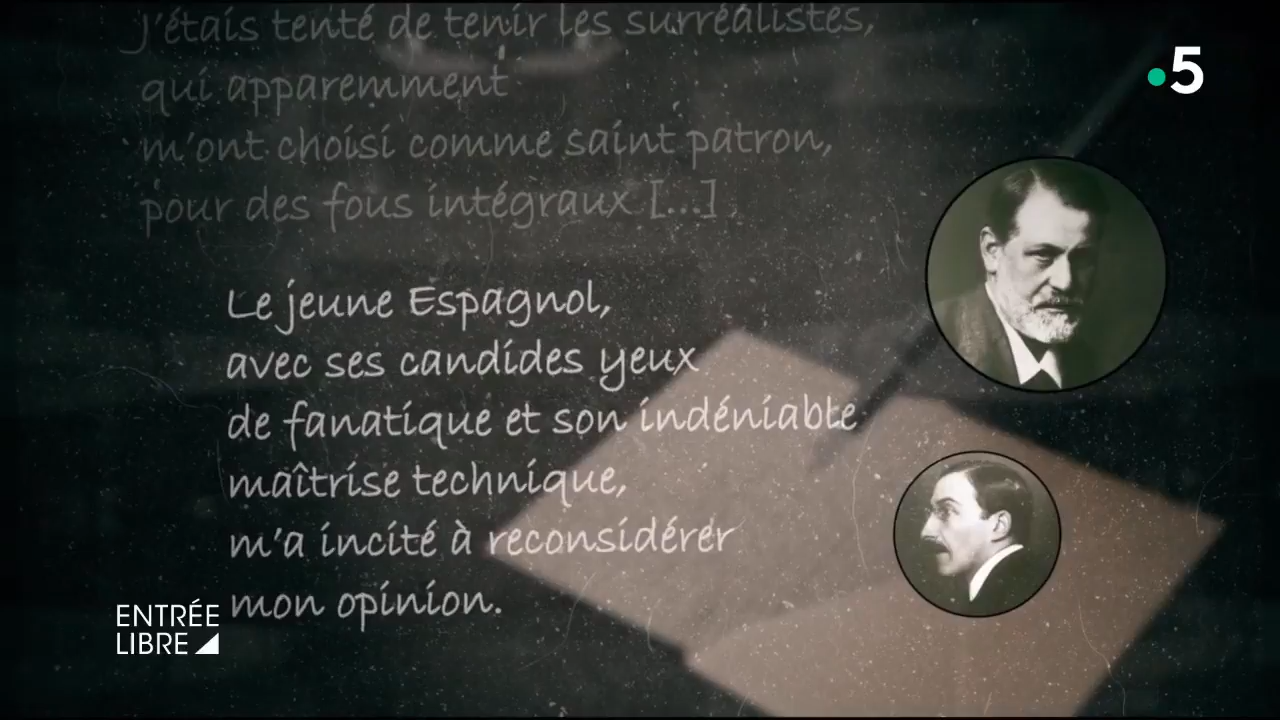 J'étais tenté de tenir les surréalistes,
qui apparemment
m'ont choisi comme saint patron,
pour des fous intégraux [...]
Le jeune Espagnol,
avec ses candides yeux
de fanatique et son indéniable
maîtrise technique,
m'a incité à reconsidérer
mon opinion.
ENTRÉE
LIBRE
5